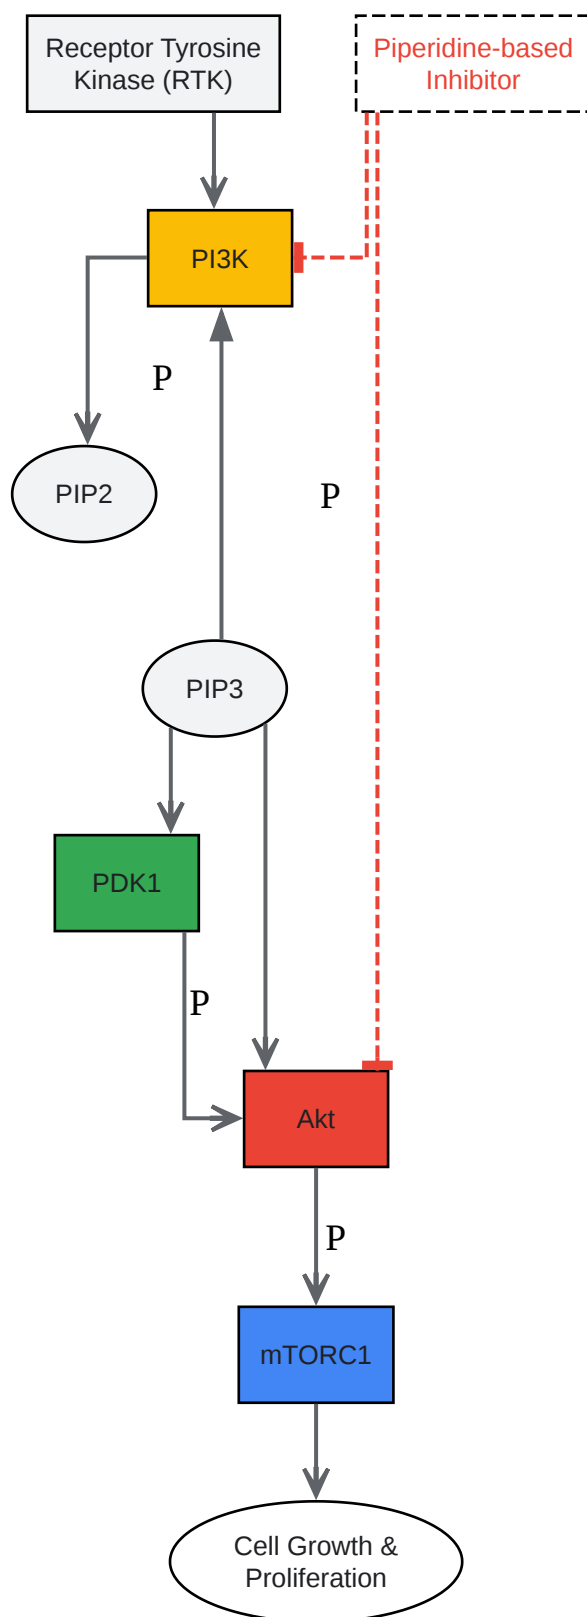 Receptor Tyrosine
Kinase (RTK)
Piperidine-based
Inhibitor
PI3K
P
PIP2
P
PIP3
PDK1
P
Akt
P
mTORC1
Cell Growth &
Proliferation